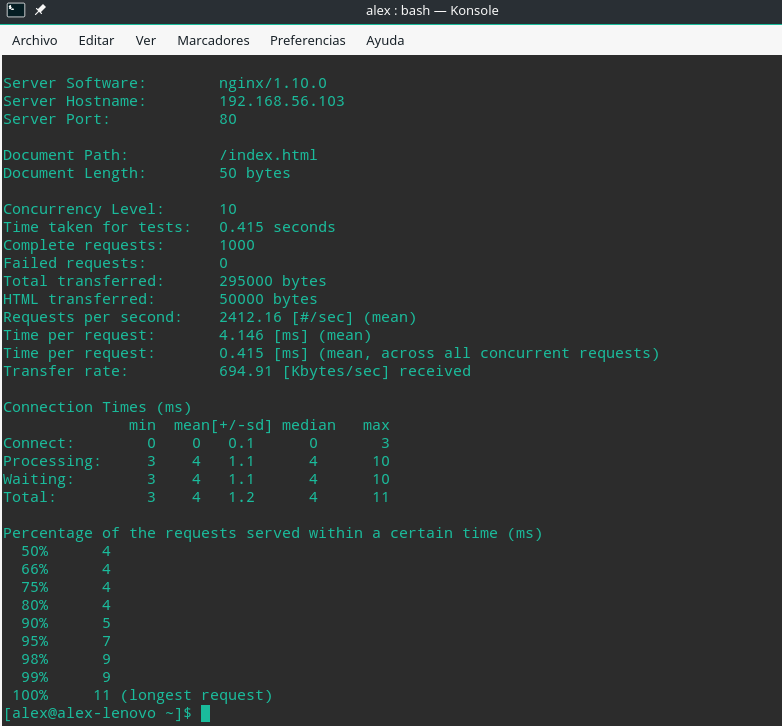 alex : bash — Konsole
Archivo Editar Ver Marcadores Preferencias Ayuda
Server Software:        nginx/1.10.0
Server Hostname:        192.168.56.103
Server Port:            80
Document Path:          /index.html
Document Length:        50 bytes
Concurrency Level:      10
Time taken for tests:   0.415 seconds
Complete requests:      1000
Failed requests:        0
Total transferred:      295000 bytes
HTML transferred:       50000 bytes
Requests per second:    2412.16 [#/sec] (mean)
Time per request:       4.146 [ms] (mean)
Time per request:       0.415 [ms] (mean, across all concurrent requests)
Transfer rate:          694.91 [Kbytes/sec] received
Connection Times (ms)
              min  mean[+/-sd] median   max
Connect:        0    0   0.1      0       3
Processing:     3    4   1.1      4      10
Waiting:        3    4   1.1      4      10
Total:          3    4   1.2      4      11
Percentage of the requests served within a certain time (ms)
  50%      4
  66%      4
  75%      4
  80%      4
  90%      5
  95%      7
  98%      9
  99%      9
 100%     11 (longest request)
[alex@alex-lenovo ~]$